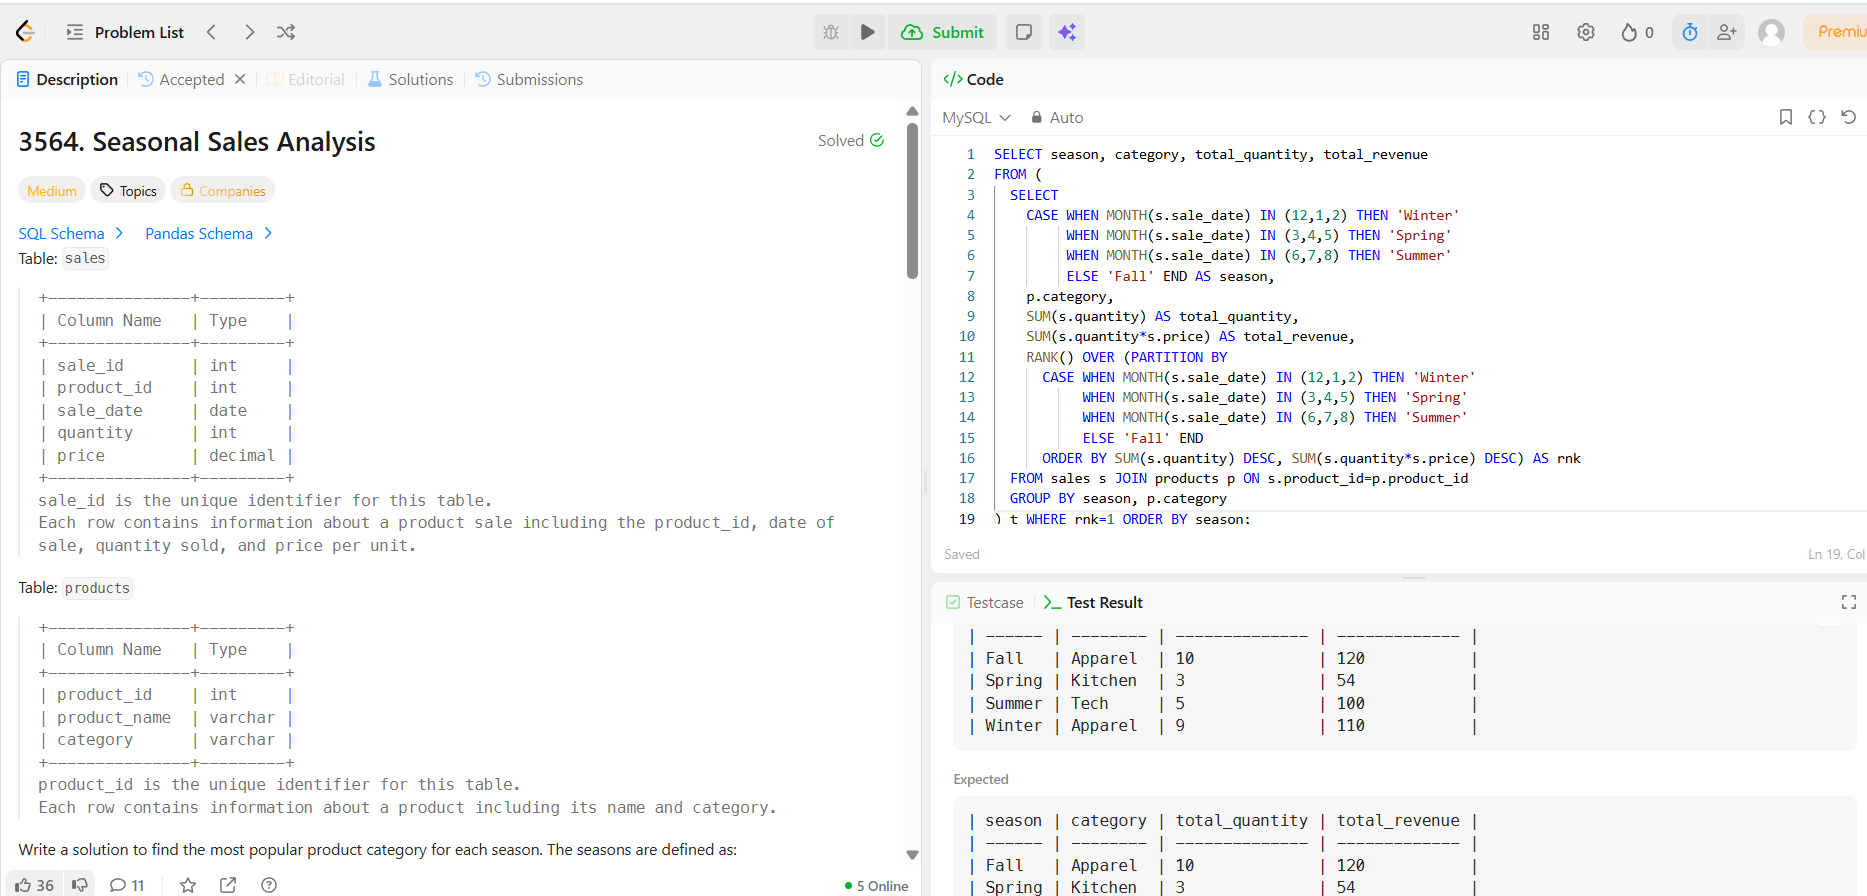 Problem List
Submit
0
Premiu
Description
Accepted
Editorial
Solutions
Submissions
3564. Seasonal Sales Analysis
Solved
Medium
Topics
Companies
SQL Schema
Pandas Schema
Table: sales
+---------------+---------+
| Column Name   | Type    |
+---------------+---------+
| sale_id       | int     |
| product_id    | int     |
| sale_date     | date    |
| quantity      | int     |
| price         | decimal |
+---------------+---------+
sale_id is the unique identifier for this table.
Each row contains information about a product sale including the product_id, date of
sale, quantity sold, and price per unit.
Table: products
+---------------+---------+
| Column Name   | Type    |
+---------------+---------+
| product_id    | int     |
| product_name  | varchar |
| category      | varchar |
+---------------+---------+
product_id is the unique identifier for this table.
Each row contains information about a product including its name and category.
Write a solution to find the most popular product category for each season. The seasons are defined as:
36
11
5 Online
</> Code
MySQL
Auto
1 SELECT season, category, total_quantity, total_revenue
2 FROM (
3   SELECT
4     CASE WHEN MONTH(s.sale_date) IN (12,1,2) THEN 'Winter'
5          WHEN MONTH(s.sale_date) IN (3,4,5) THEN 'Spring'
6          WHEN MONTH(s.sale_date) IN (6,7,8) THEN 'Summer'
7          ELSE 'Fall' END AS season,
8     p.category,
9     SUM(s.quantity) AS total_quantity,
10     SUM(s.quantity*s.price) AS total_revenue,
11     RANK() OVER (PARTITION BY
12       CASE WHEN MONTH(s.sale_date) IN (12,1,2) THEN 'Winter'
13            WHEN MONTH(s.sale_date) IN (3,4,5) THEN 'Spring'
14            WHEN MONTH(s.sale_date) IN (6,7,8) THEN 'Summer'
15            ELSE 'Fall' END
16       ORDER BY SUM(s.quantity) DESC, SUM(s.quantity*s.price) DESC) AS rnk
17   FROM sales s JOIN products p ON s.product_id=p.product_id
18   GROUP BY season, p.category
19 ) t WHERE rnk=1 ORDER BY season;
Saved
Ln 19, Col
Testcase
Test Result
| ------ | -------- | -------------- | ------------- |
| Fall   | Apparel  | 10             | 120           |
| Spring | Kitchen  | 3              | 54            |
| Summer | Tech     | 5              | 100           |
| Winter | Apparel  | 9              | 110           |
Expected
| season | category | total_quantity | total_revenue |
| ------ | -------- | -------------- | ------------- |
| Fall   | Apparel  | 10             | 120           |
| Spring | Kitchen  | 3              | 54            |